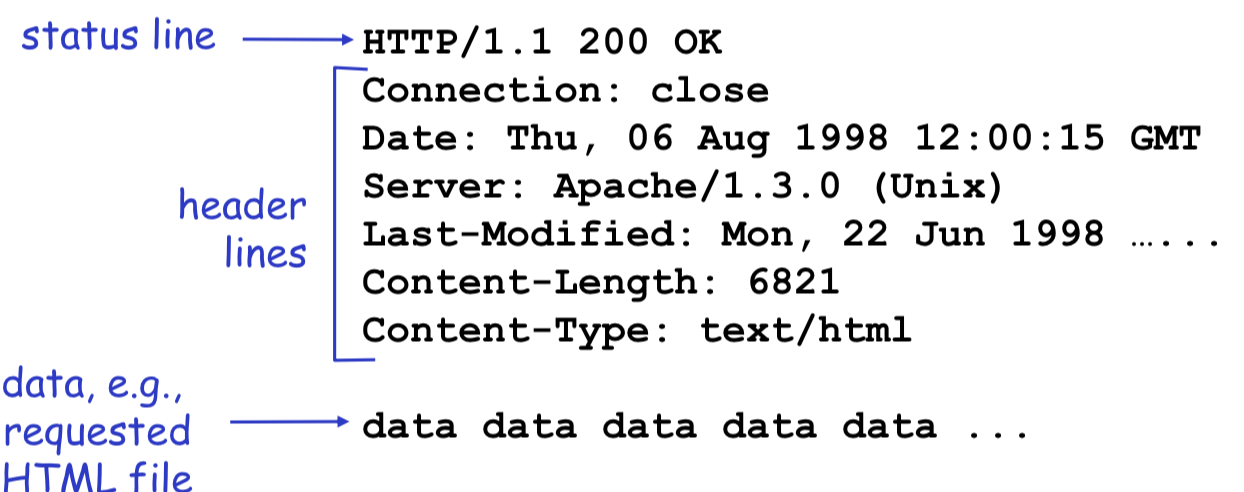 status line
HTTP/1.1 200 OK
Connection: close
Date: Thu, 06 Aug 1998 12:00:15 GMT
Server: Apache/1.3.0 (Unix)
header
lines
Last-Modified: Mon, 22 Jun 1998 …...
Content-Length: 6821
Content-Type: text/html
data, e.g.,
requested
HTML file
data data data data data ...